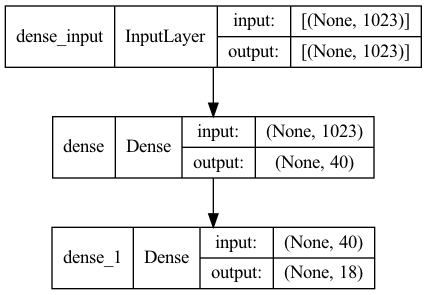 dense_input InputLayer input: [(None, 1023)]
output: [(None, 1023)]
dense Dense input: (None, 1023)
output: (None, 40)
dense_1 Dense input: (None, 40)
output: (None, 18)